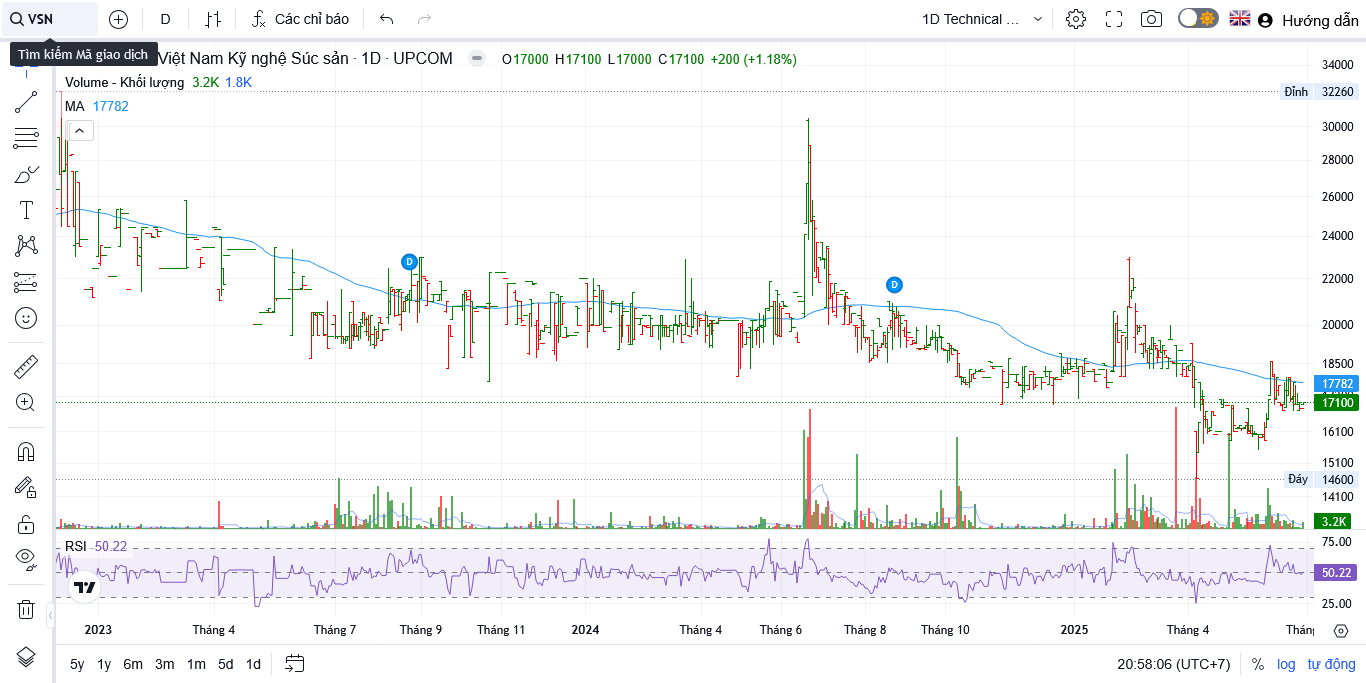 VSN
D
Các chỉ báo
1D Technical ...
Hướng dẫn
Tìm kiếm Mã giao dịch
Việt Nam Kỹ nghệ Súc sản · 1D · UPCOM
O17000 H17100 L17000 C17100 +200 (+1.18%)
Volume - Khối lượng 3.2K 1.8K
MA 17782
34000
Đỉnh 32260
30000
28000
26000
24000
22000
20000
18500
17782
17100
16100
15100
Đáy 14600
14100
3.2K
D
D
RSI 50.22
75.00
50.22
25.00
2023 Tháng 4 Tháng 7 Tháng 9 Tháng 11 2024 Tháng 4 Tháng 6 Tháng 8 Tháng 10 2025 Tháng 4 Tháng
5y 1y 6m 3m 1m 5d 1d
20:58:06 (UTC+7) % log tự động